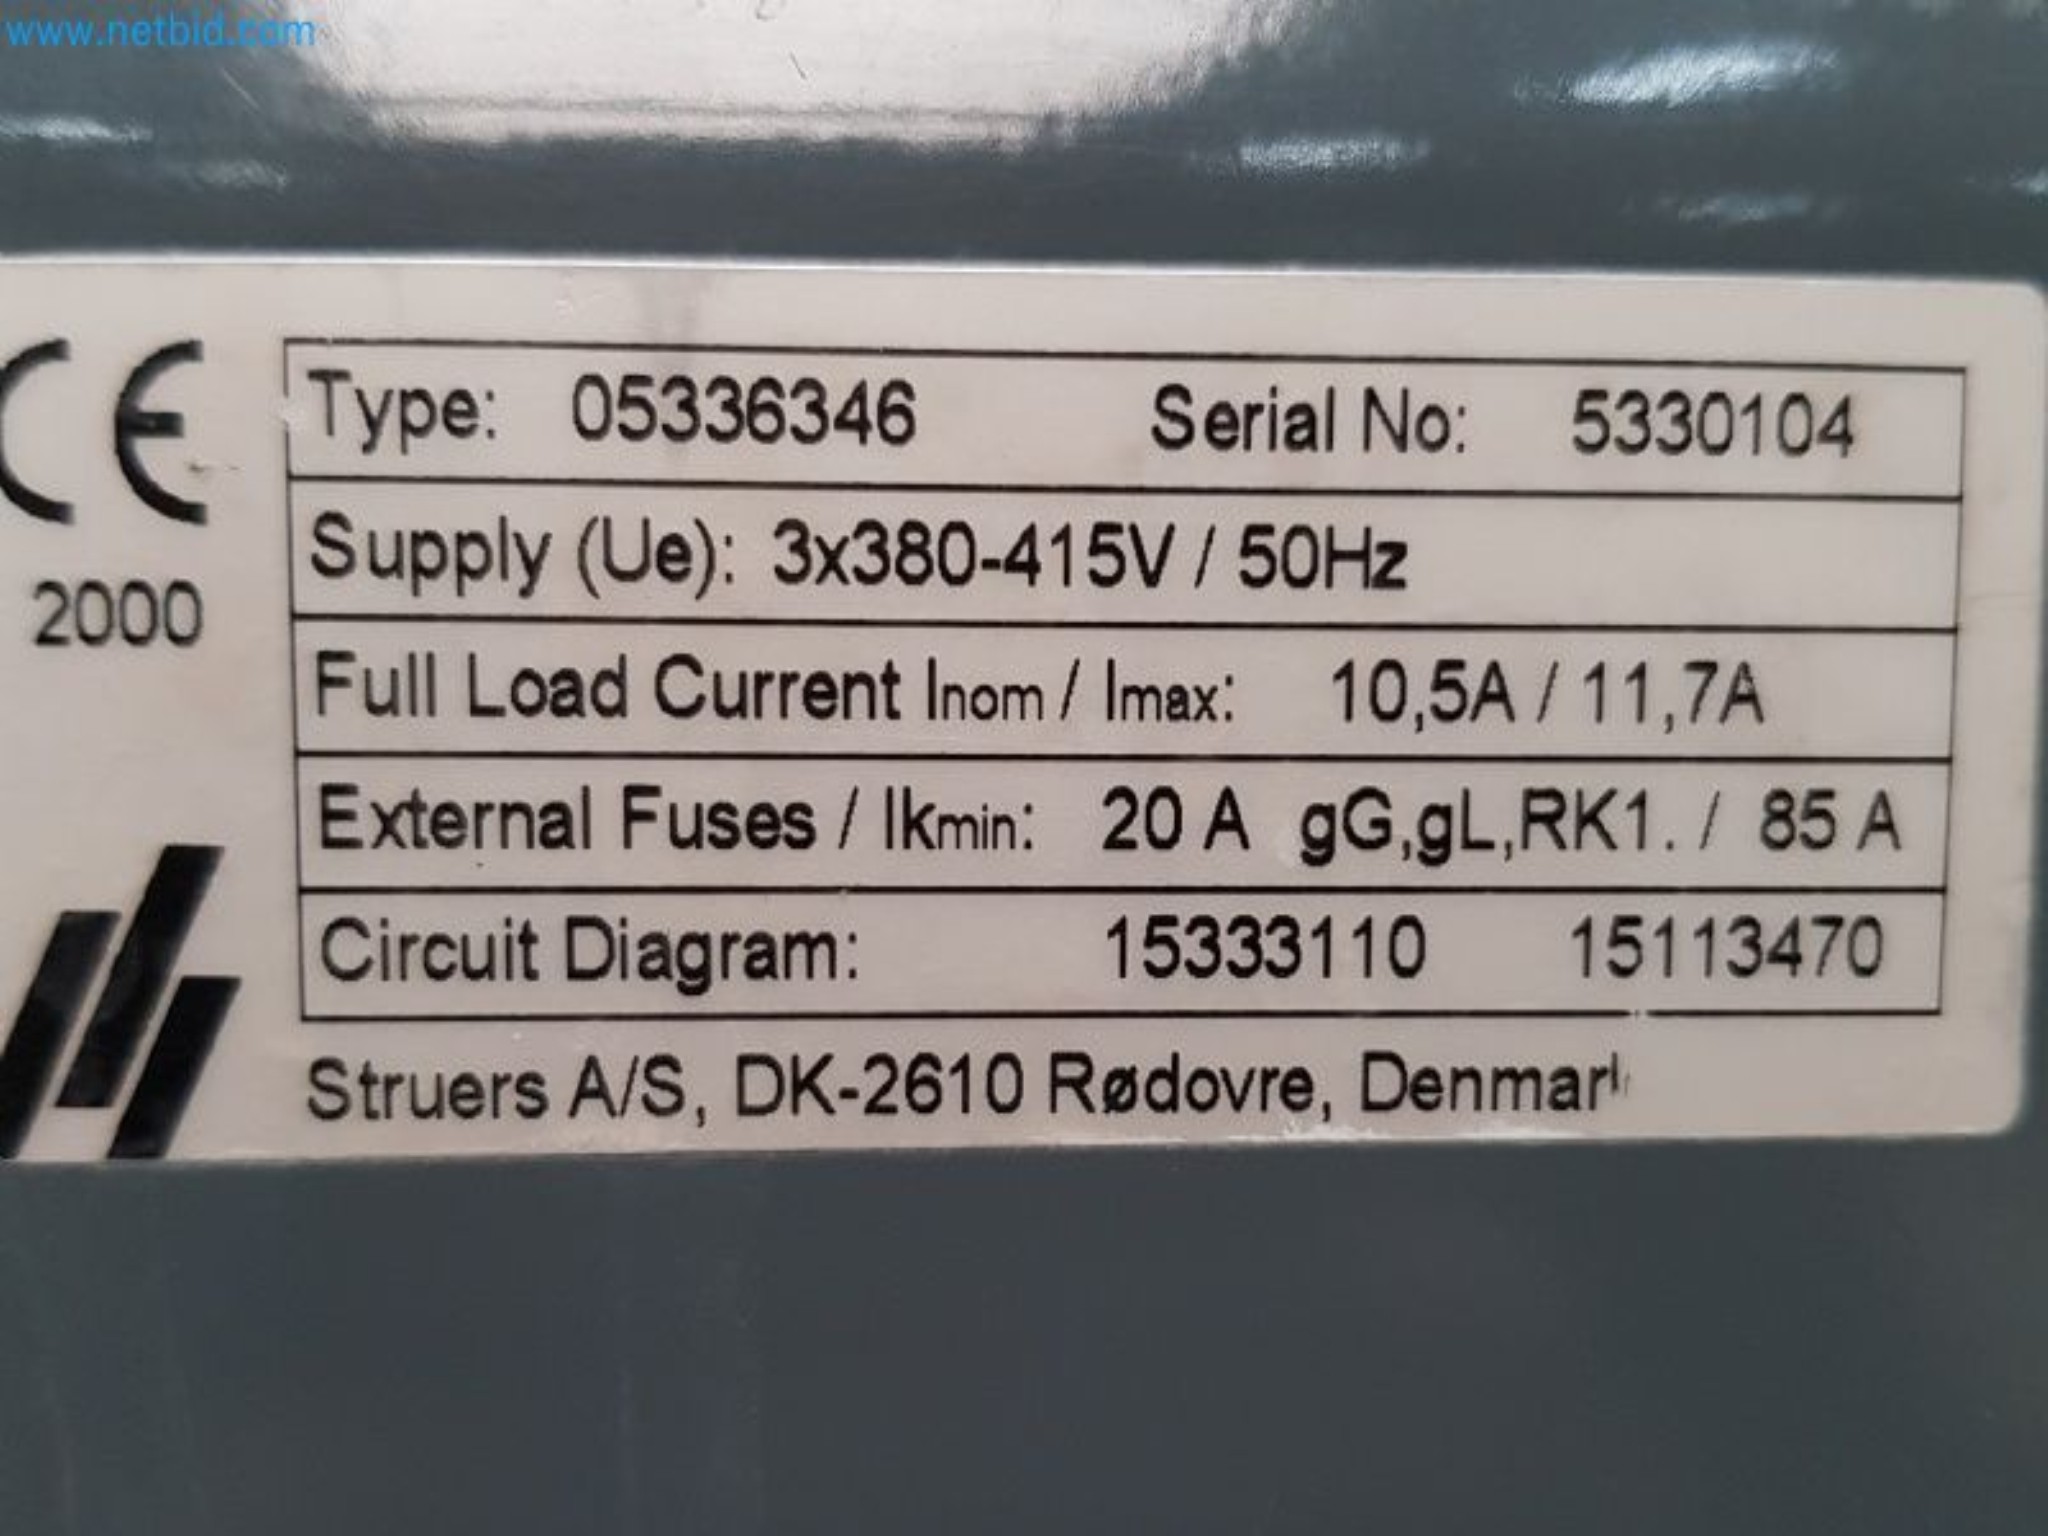 www.netbid.com
CE
2000
Type: 05336346 Serial No: 5330104
Supply (Ue): 3x380-415V / 50Hz
Full Load Current Inom / Imax: 10,5A / 11,7A
External Fuses / Ikmin: 20 A gG,gL,RK1. / 85 A
Circuit Diagram: 15333110 15113470
Struers A/S, DK-2610 Rødovre, Denmark